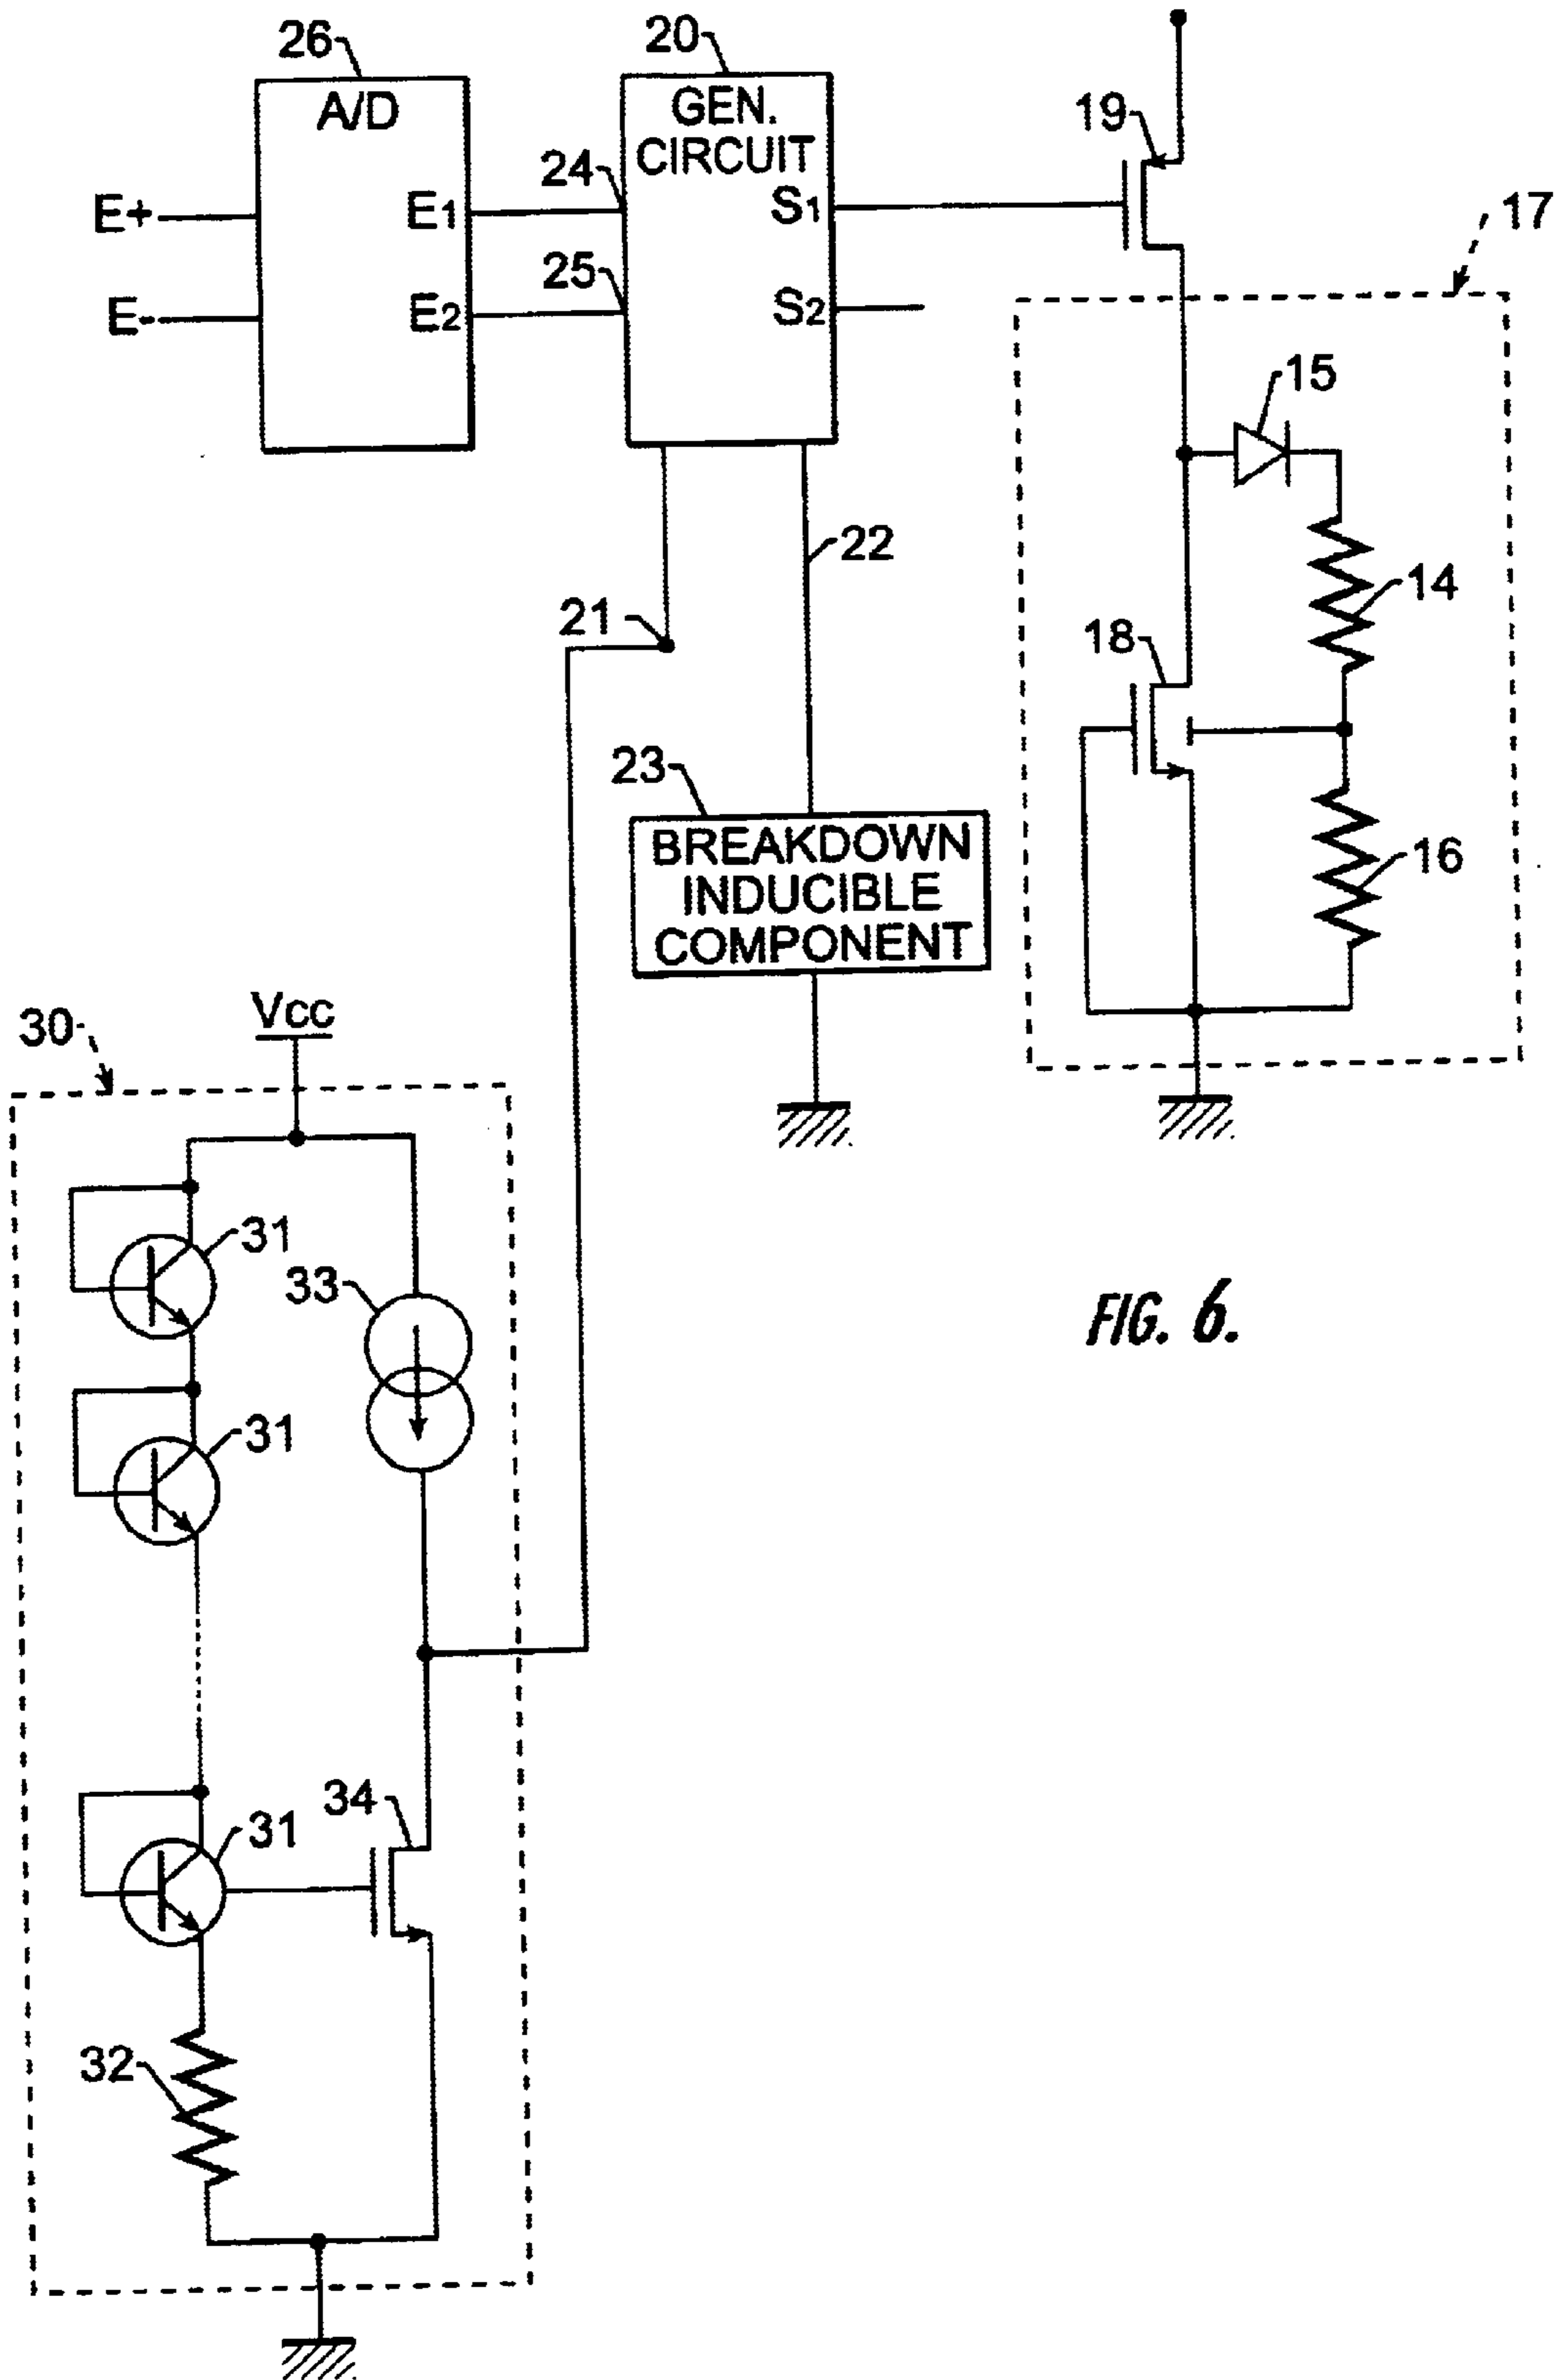 26
A/D
E+
E-
E1
E2
20
GEN.
CIRCUIT
24
25
S1
S2
19
17
15
14
18
16
21
22
23
BREAKDOWN
INDUCIBLE
COMPONENT
30
Vcc
31
33
31
31
34
32
FIG. 6.